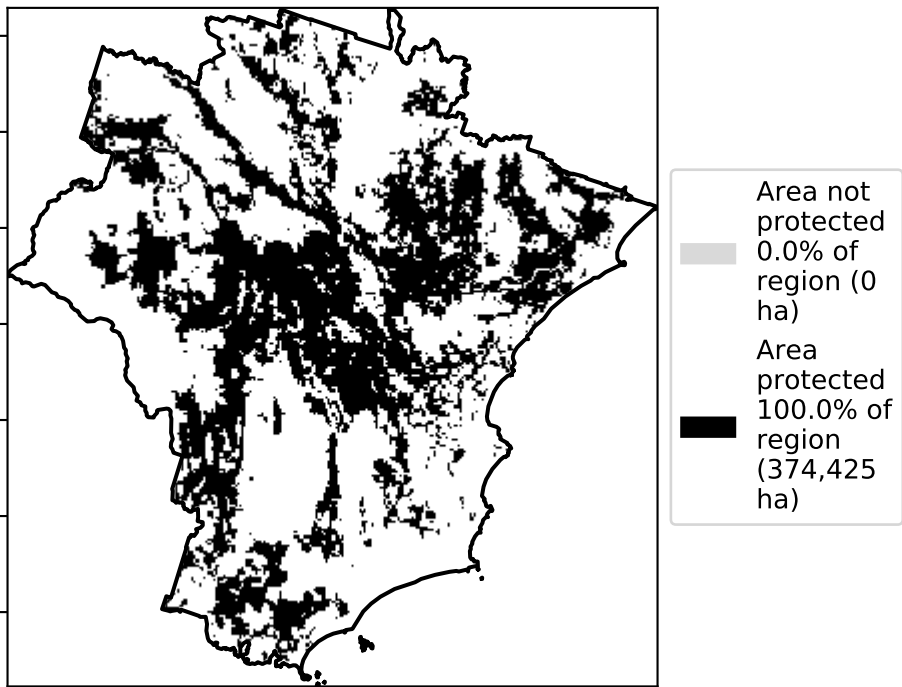 Area not
protected
0.0% of
region (0
ha)
Area
protected
100.0% of
region
(374,425
ha)